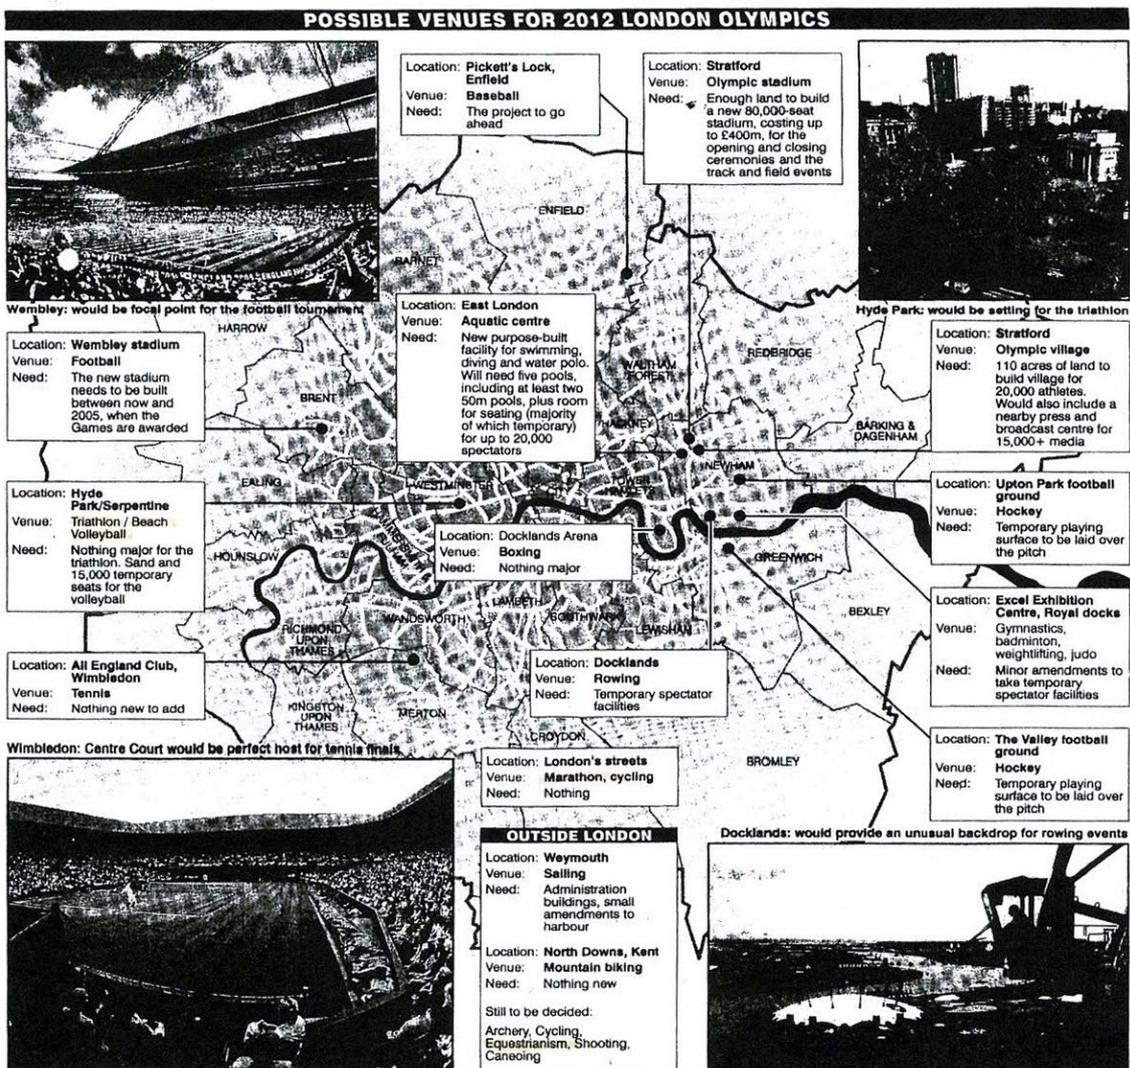 POSSIBLE VENUES FOR 2012 LONDON OLYMPICS
Location: Pickett's Lock,
Enfield
Venue: Baseball
Need: The project to go
ahead
Location: Stratford
Venue: Olympic stadium
Need: Enough land to build
a new 80,000-seat
stadium, costing up
to £400m, for the
opening and closing
ceremonies and the
track and field events
Wembley: would be focal point for the football tournament
Hyde Park: would be setting for the triathlon
Location: Wembley stadium
Venue: Football
Need: The new stadium
needs to be built
between now and
2005, when the
Games are awarded
Location: East London
Venue: Aquatic centre
Need: New purpose-built
facility for swimming,
diving and water polo.
Will need five pools,
including at least two
50m pools, plus room
for seating (majority
of which temporary)
for up to 20,000
spectators
Location: Stratford
Venue: Olympic village
Need: 110 acres of land to
build village for
20,000 athletes.
Would also include a
nearby press and
broadcast centre for
15,000+ media
Location: Hyde
Park/Serpentine
Venue: Triathlon / Beach
Volleyball
Need: Nothing major for the
triathlon. Sand and
15,000 temporary
seats for the
volleyball
Location: Docklands Arena
Venue: Boxing
Need: Nothing major
Location: Upton Park football
ground
Venue: Hockey
Need: Temporary playing
surface to be laid over
the pitch
Location: Excel Exhibition
Centre, Royal docks
Venue: Gymnastics,
badminton,
weightlifting, judo
Need: Minor amendments to
take temporary
spectator facilities
Location: All England Club,
Wimbledon
Venue: Tennis
Need: Nothing new to add
Location: Docklands
Venue: Rowing
Need: Temporary spectator
facilities
Location: The Valley football
ground
Venue: Hockey
Need: Temporary playing
surface to be laid over
the pitch
Wimbledon: Centre Court would be perfect host for tennis finals
Location: London's streets
Venue: Marathon, cycling
Need: Nothing
OUTSIDE LONDON
Location: Weymouth
Venue: Sailing
Need: Administration
buildings, small
amendments to
harbour
Location: North Downs, Kent
Venue: Mountain biking
Need: Nothing new
Still to be decided:
Archery, Cycling,
Equestrianism, Shooting,
Canoeing
Docklands: would provide an unusual backdrop for rowing events
ENFIELD
BARNET
HARROW
BRENT
WALTHAM
FOREST
REDBRIDGE
HACKNEY
BARKING &
DAGENHAM
NEWHAM
EALING
WESTMINSTER
CITY
TOWER
HAMLETS
HOUNSLOW
GREENWICH
BEXLEY
LAMBETH
SOUTHWARK
LEWISHAM
WANDSWORTH
RICHMOND
UPON
THAMES
KINGSTON
UPON
THAMES
MERTON
CROYDON
BROMLEY